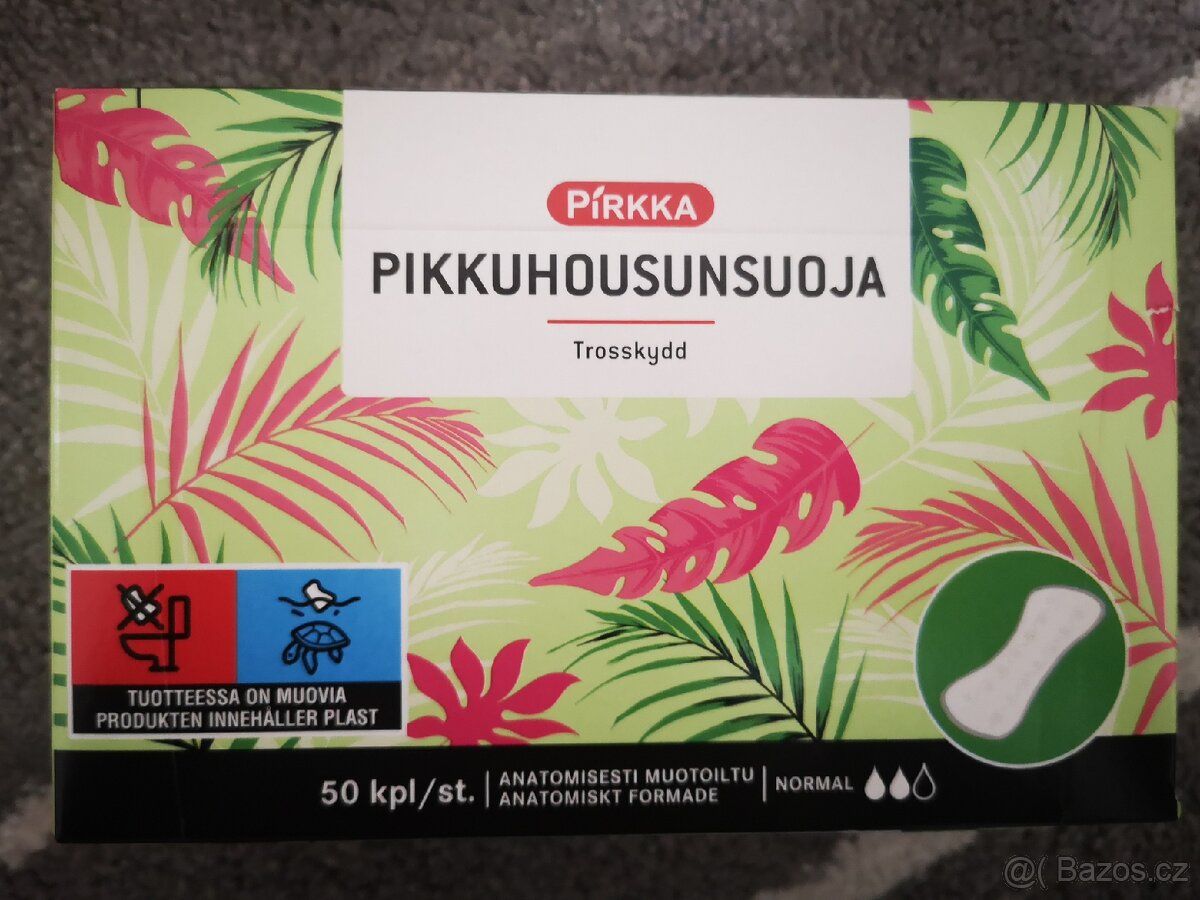 PiRKKA
PIKKUHOUSUNSUOJA
Trosskydd
TUOTTEESSA ON MUOVIA
PRODUKTEN INNEHÅLLER PLAST
50 kpl/st.
ANATOMISESTI MUOTOILTU
ANATOMISKT FORMADE
NORMAL
@( Bazos.cz